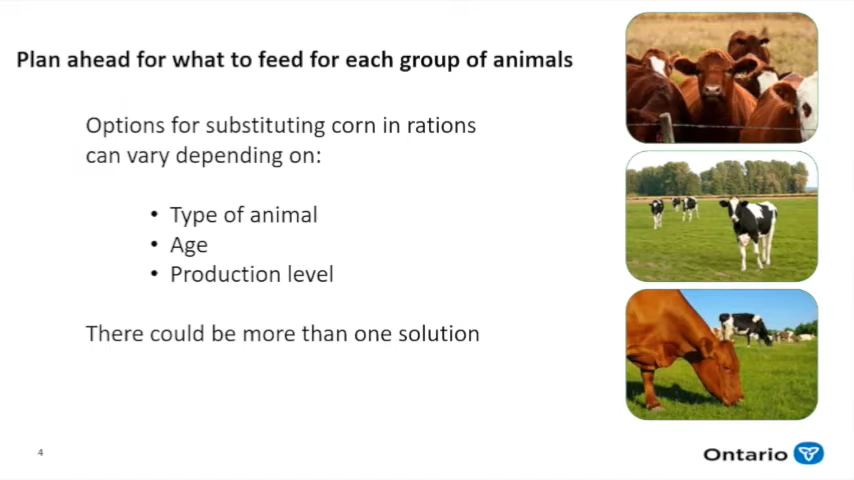 Plan ahead for what to feed for each group of animals
Options for substituting corn in rations
can vary depending on:
• Type of animal
• Age
• Production level
There could be more than one solution
4
Ontario